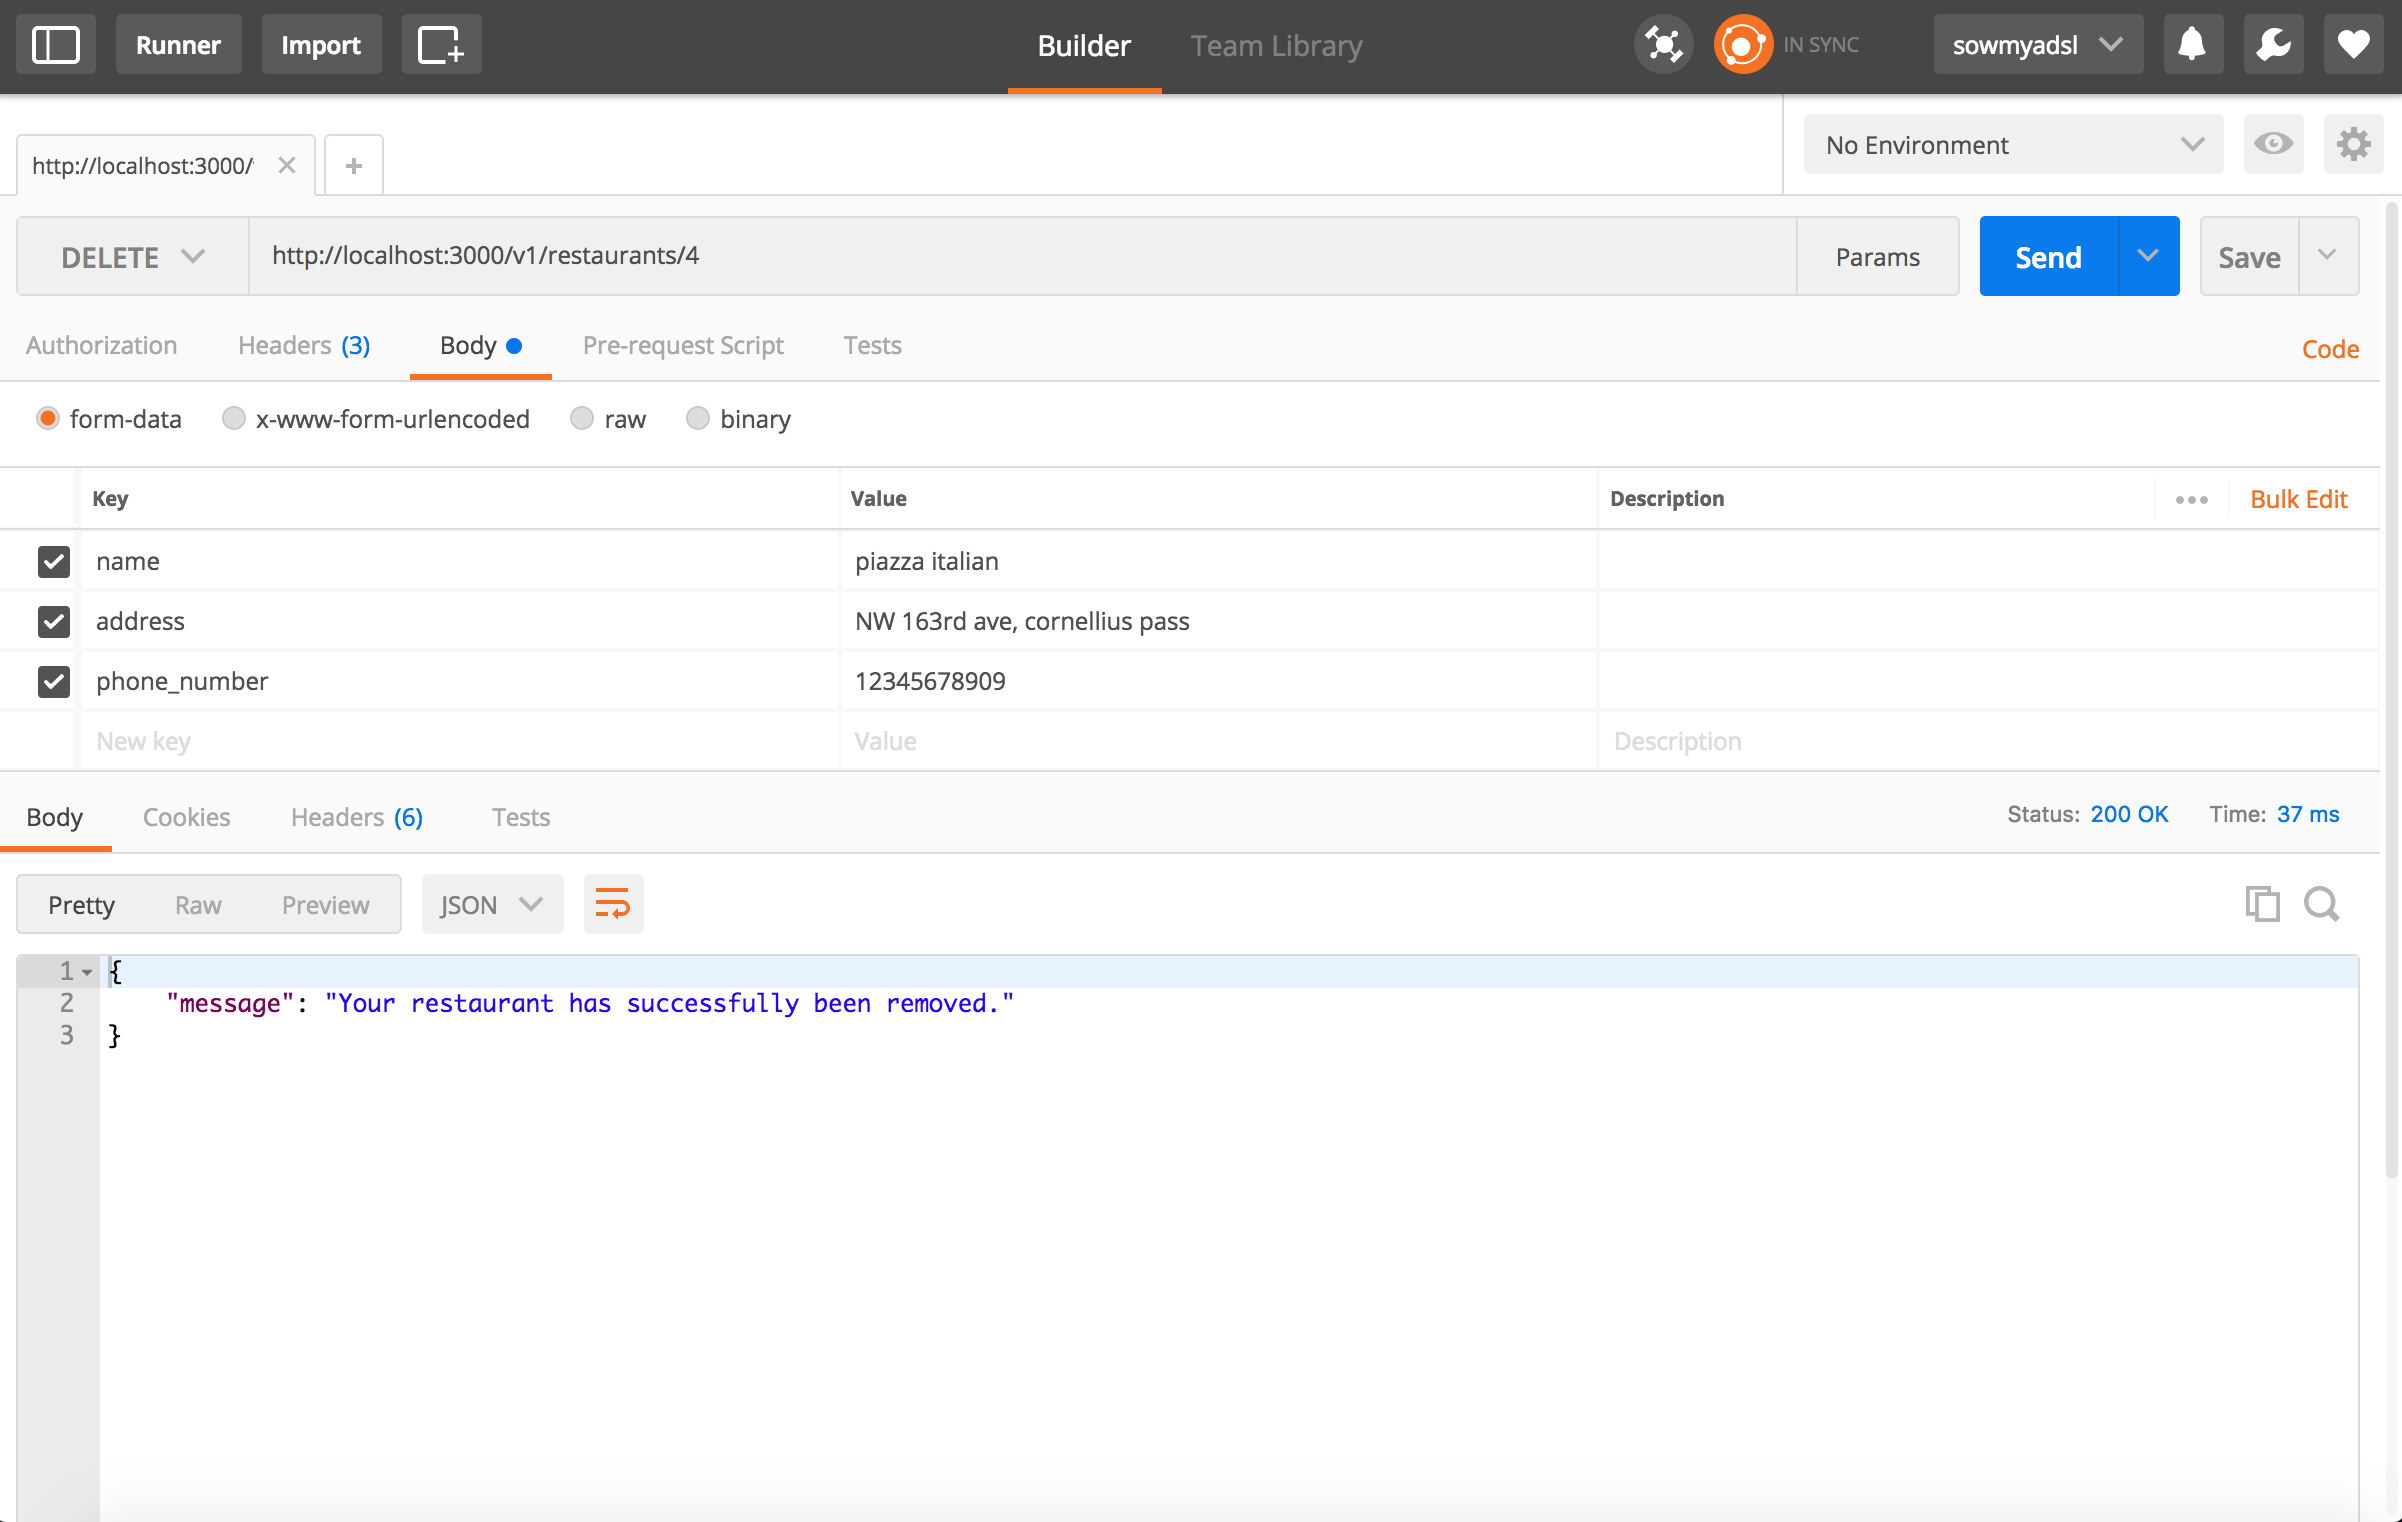 Runner Import Builder Team Library IN SYNC sowmyadsl
http://localhost:3000/ No Environment
DELETE http://localhost:3000/v1/restaurants/4 Params Send Save
Authorization Headers (3) Body Pre-request Script Tests Code
form-data x-www-form-urlencoded raw binary
Key Value Description Bulk Edit
name piazza italian
address NW 163rd ave, cornellius pass
phone_number 12345678909
New key Value Description
Body Cookies Headers (6) Tests Status: 200 OK Time: 37 ms
Pretty Raw Preview JSON
1 {
2 "message": "Your restaurant has successfully been removed."
3 }